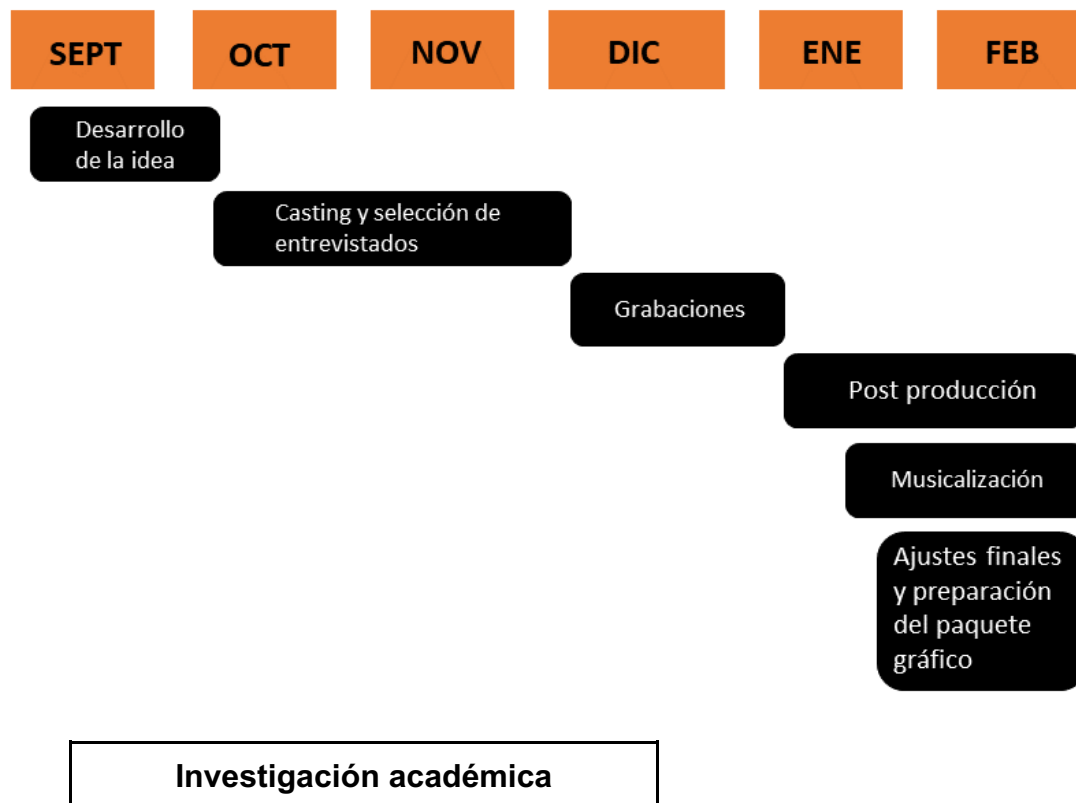 SEPT OCT NOV DIC ENE FEB
Desarrollo
de la idea
Casting y selección de
entrevistados
Grabaciones
Post producción
Musicalización
Ajustes finales
y preparación
del paquete
gráfico
Investigación académica